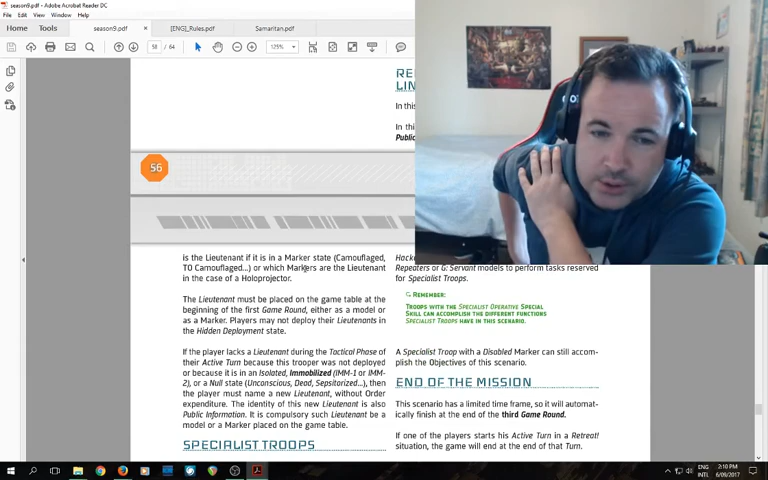 season9.pdf - Adobe Acrobat Reader DC
File Edit View Window Help
Home Tools season9.pdf × [ENG]_Rules.pdf Samaritan.pdf
58 / 64 125%
RE
LIN
In this
In thi
Public
56
is the Lieutenant if it is in a Marker state (Camouflaged,
TO Camouflaged...) or which Markers are the Lieutenant
in the case of a Holoprojector.
The Lieutenant must be placed on the game table at the
beginning of the first Game Round, either as a model or
as a Marker. Players may not deploy their Lieutenants in
the Hidden Deployment state.
If the player lacks a Lieutenant during the Tactical Phase of
their Active Turn because this trooper was not deployed
or because it is in an Isolated, Immobilized (IMM-1 or IMM-
2), or a Null state (Unconscious, Dead, Sepsitorized...), then
the player must name a new Lieutenant, without Order
expenditure. The identity of this new Lieutenant is also
Public Information. It is compulsory such Lieutenant be a
model or a Marker placed on the game table.
SPECIALIST TROOPS
Repeaters or G: Servant models to perform tasks reserved
for Specialist Troops.
Remember:
Troops with the Specialist Operative Special
Skill can accomplish the different functions
Specialist Troops have in this scenario.
A Specialist Troop with a Disabled Marker can still accom-
plish the Objectives of this scenario.
END OF THE MISSION
This scenario has a limited time frame, so it will automat-
ically finish at the end of the third Game Round.
If one of the players starts his Active Turn in a Retreat!
situation, the game will end at the end of that Turn.
ENG
INTL
2:10 PM
6/09/2017